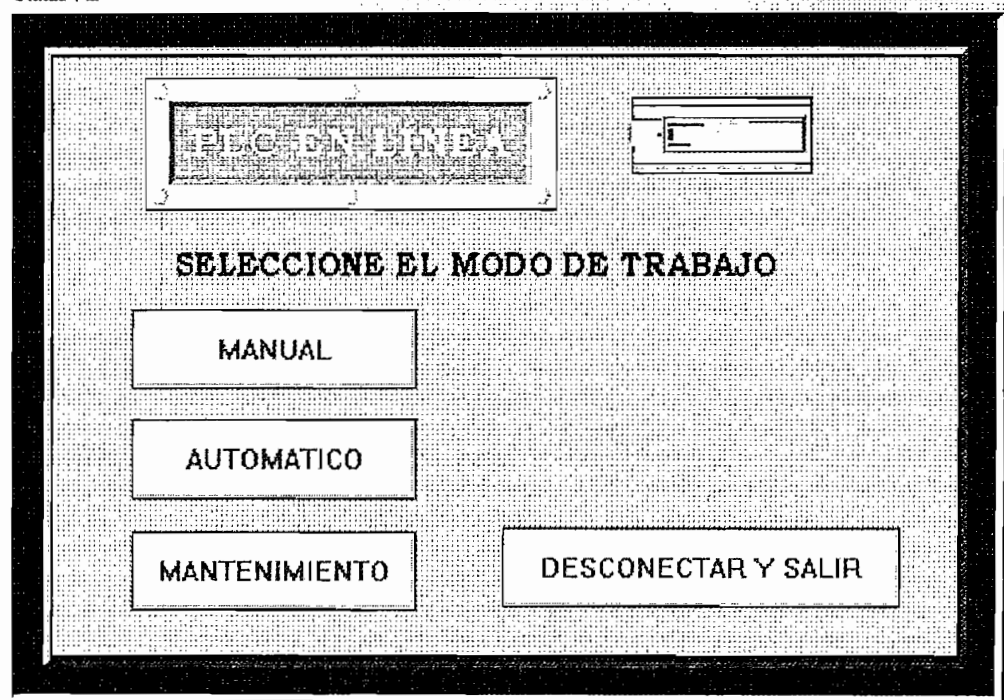 PLC EN LINEA
SELECCIONE EL MODO DE TRABAJO
MANUAL
AUTOMATICO
MANTENIMIENTO
DESCONECTAR Y SALIR